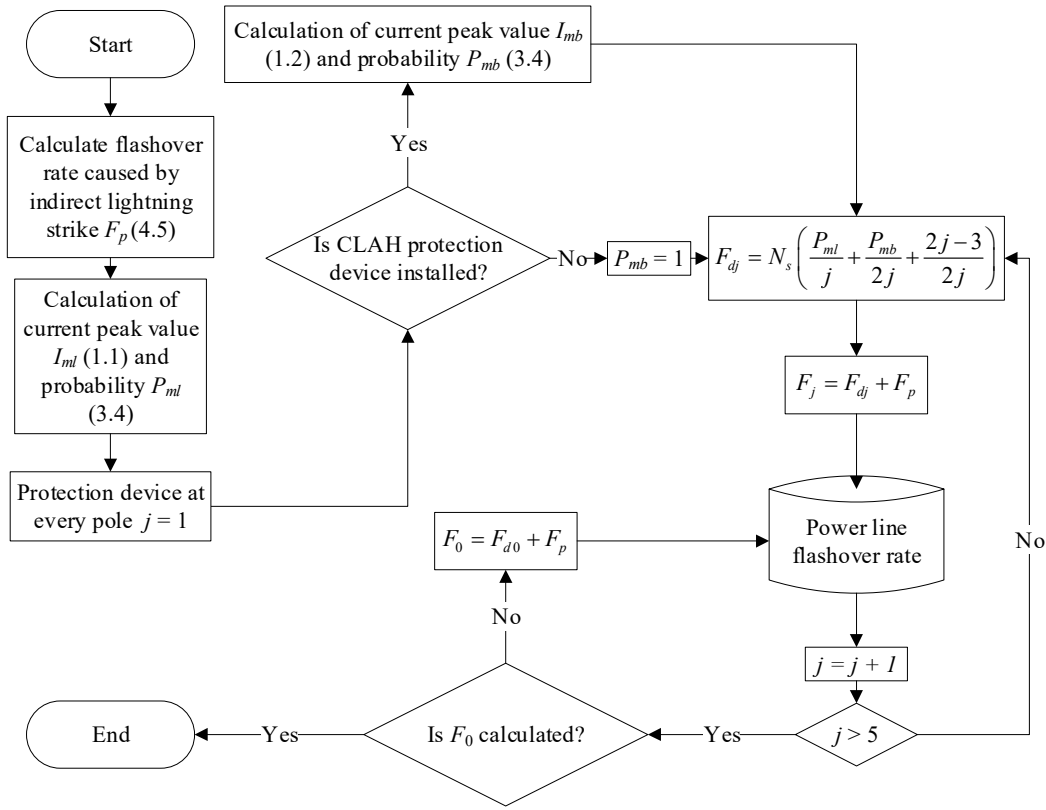 Start
Calculate flashover
rate caused by
indirect lightning
strike F_p (4.5)
Calculation of
current peak value
I_ml (1.1) and
probability P_ml
(3.4)
Protection device at
every pole j = 1
Calculation of current peak value I_mb
(1.2) and probability P_mb (3.4)
Yes
Is CLAH protection
device installed?
No
P_mb = 1
F_dj = N_s ( P_ml / j + P_mb / 2j + (2j − 3) / 2j )
F_j = F_dj + F_p
Power line
flashover rate
No
F_0 = F_d0 + F_p
No
j = j + 1
j > 5
Yes
Is F_0 calculated?
Yes
End